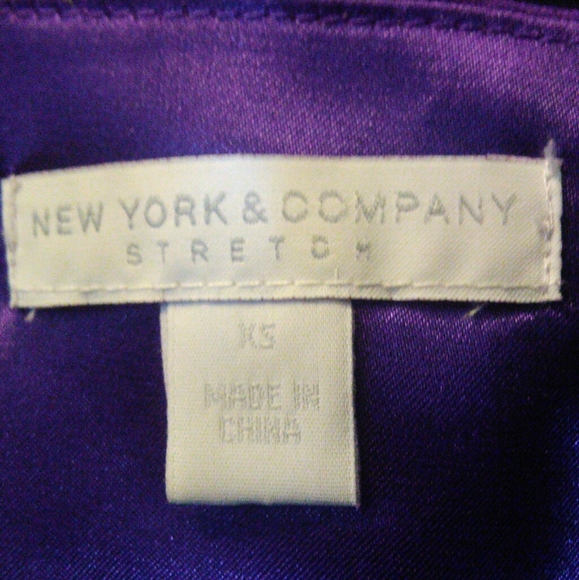 NEW YORK & COMPANY
STRETCH
XS
MADE IN
CHINA